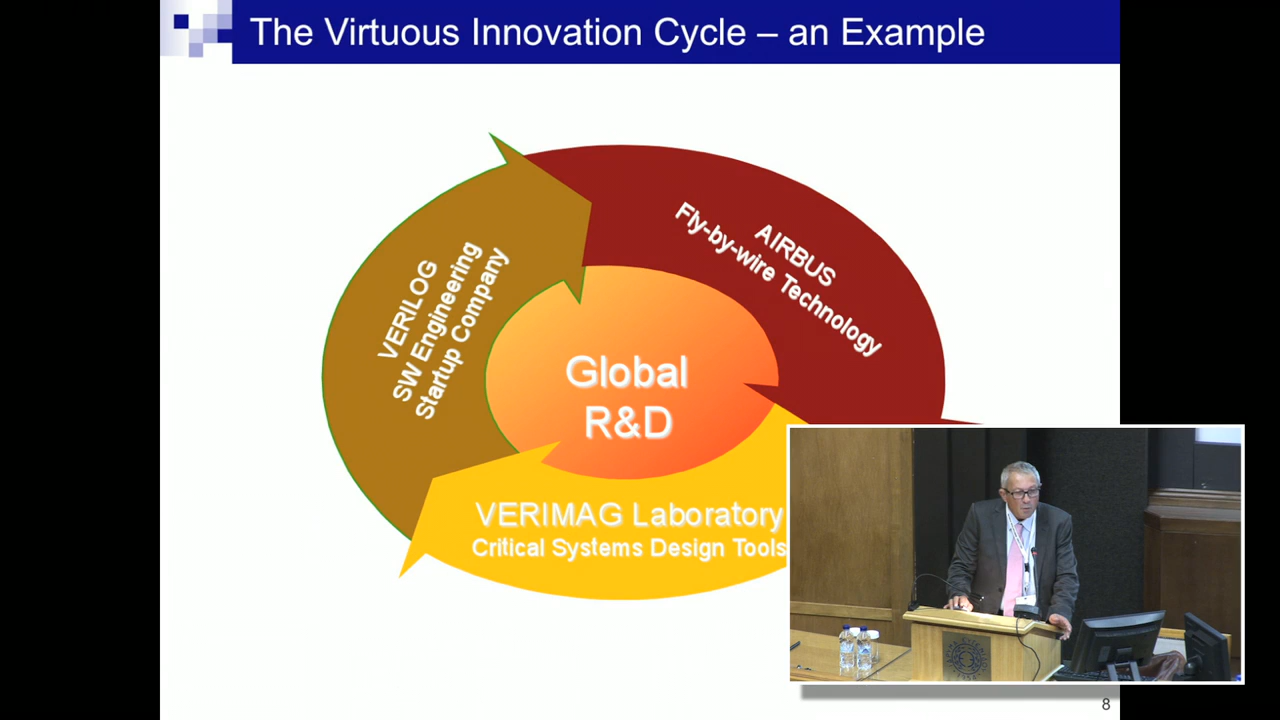 The Virtuous Innovation Cycle – an Example
AIRBUS
Fly-by-wire Technology
VERILOG
SW Engineering
Startup Company
Global
R&D
VERIMAG Laboratory
Critical Systems Design Tools
8